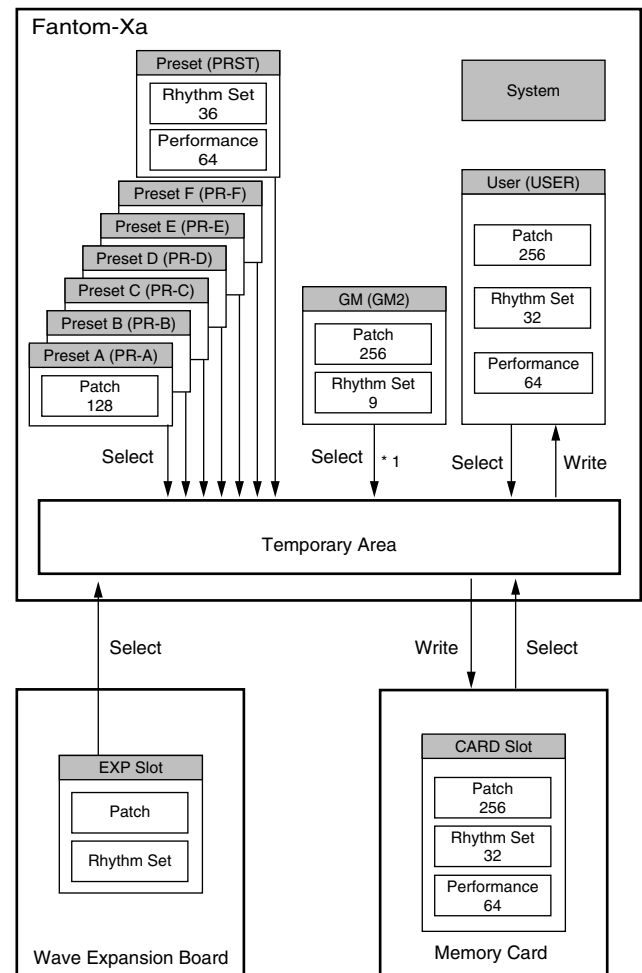 Fantom-Xa
Preset (PRST)
Rhythm Set
36
Performance
64
Preset F (PR-F)
Preset E (PR-E)
Preset D (PR-D)
Preset C (PR-C)
Preset B (PR-B)
Preset A (PR-A)
Patch
128
System
User (USER)
Patch
256
Rhythm Set
32
Performance
64
GM (GM2)
Patch
256
Rhythm Set
9
Select
Select * 1
Select
Write
Temporary Area
Select
Write
Select
EXP Slot
Patch
Rhythm Set
Wave Expansion Board
CARD Slot
Patch
256
Rhythm Set
32
Performance
64
Memory Card